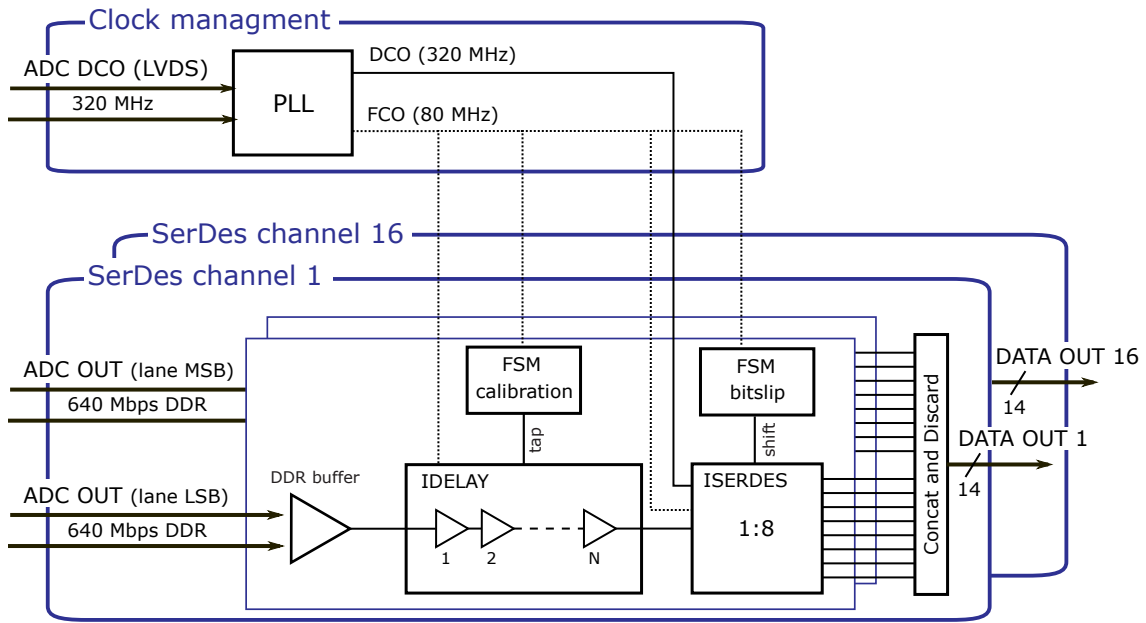 Clock managment
ADC DCO (LVDS)
320 MHz
PLL
DCO (320 MHz)
FCO (80 MHz)
SerDes channel 16
SerDes channel 1
ADC OUT (lane MSB)
640 Mbps DDR
ADC OUT (lane LSB)
640 Mbps DDR
DDR buffer
FSM
calibration
tap
IDELAY
1
2
N
FSM
bitslip
shift
ISERDES
1:8
Concat and Discard
DATA OUT 16
14
DATA OUT 1
14